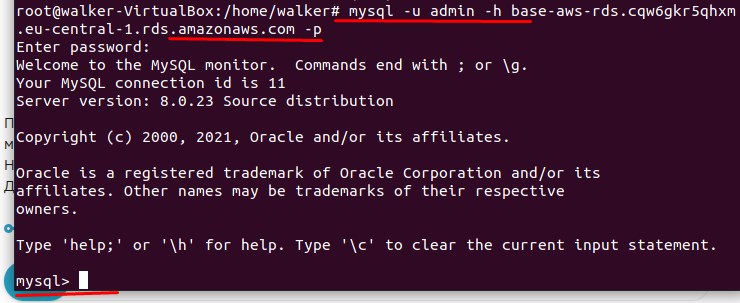 root@walker-VirtualBox:/home/walker# mysql -u admin -h base-aws-rds.cqw6gkr5qhxm
.eu-central-1.rds.amazonaws.com -p
Enter password:
Welcome to the MySQL monitor.  Commands end with ; or \g.
Your MySQL connection id is 11
Server version: 8.0.23 Source distribution
Copyright (c) 2000, 2021, Oracle and/or its affiliates.
Oracle is a registered trademark of Oracle Corporation and/or its
affiliates. Other names may be trademarks of their respective
owners.
Type 'help;' or '\h' for help. Type '\c' to clear the current input statement.
mysql>